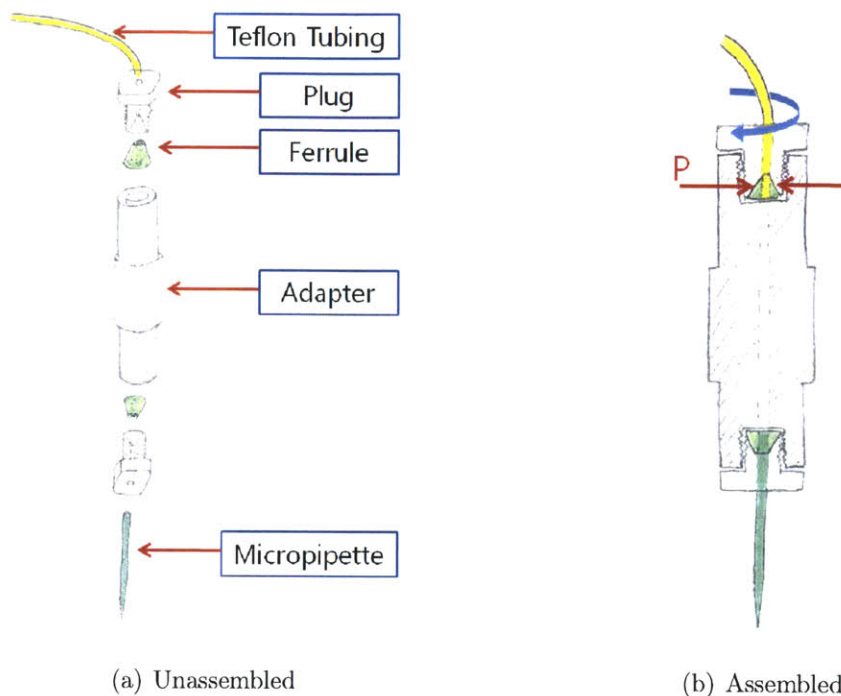 Teflon Tubing
Plug
Ferrule
P
Adapter
Micropipette
(a) Unassembled
(b) Assembled